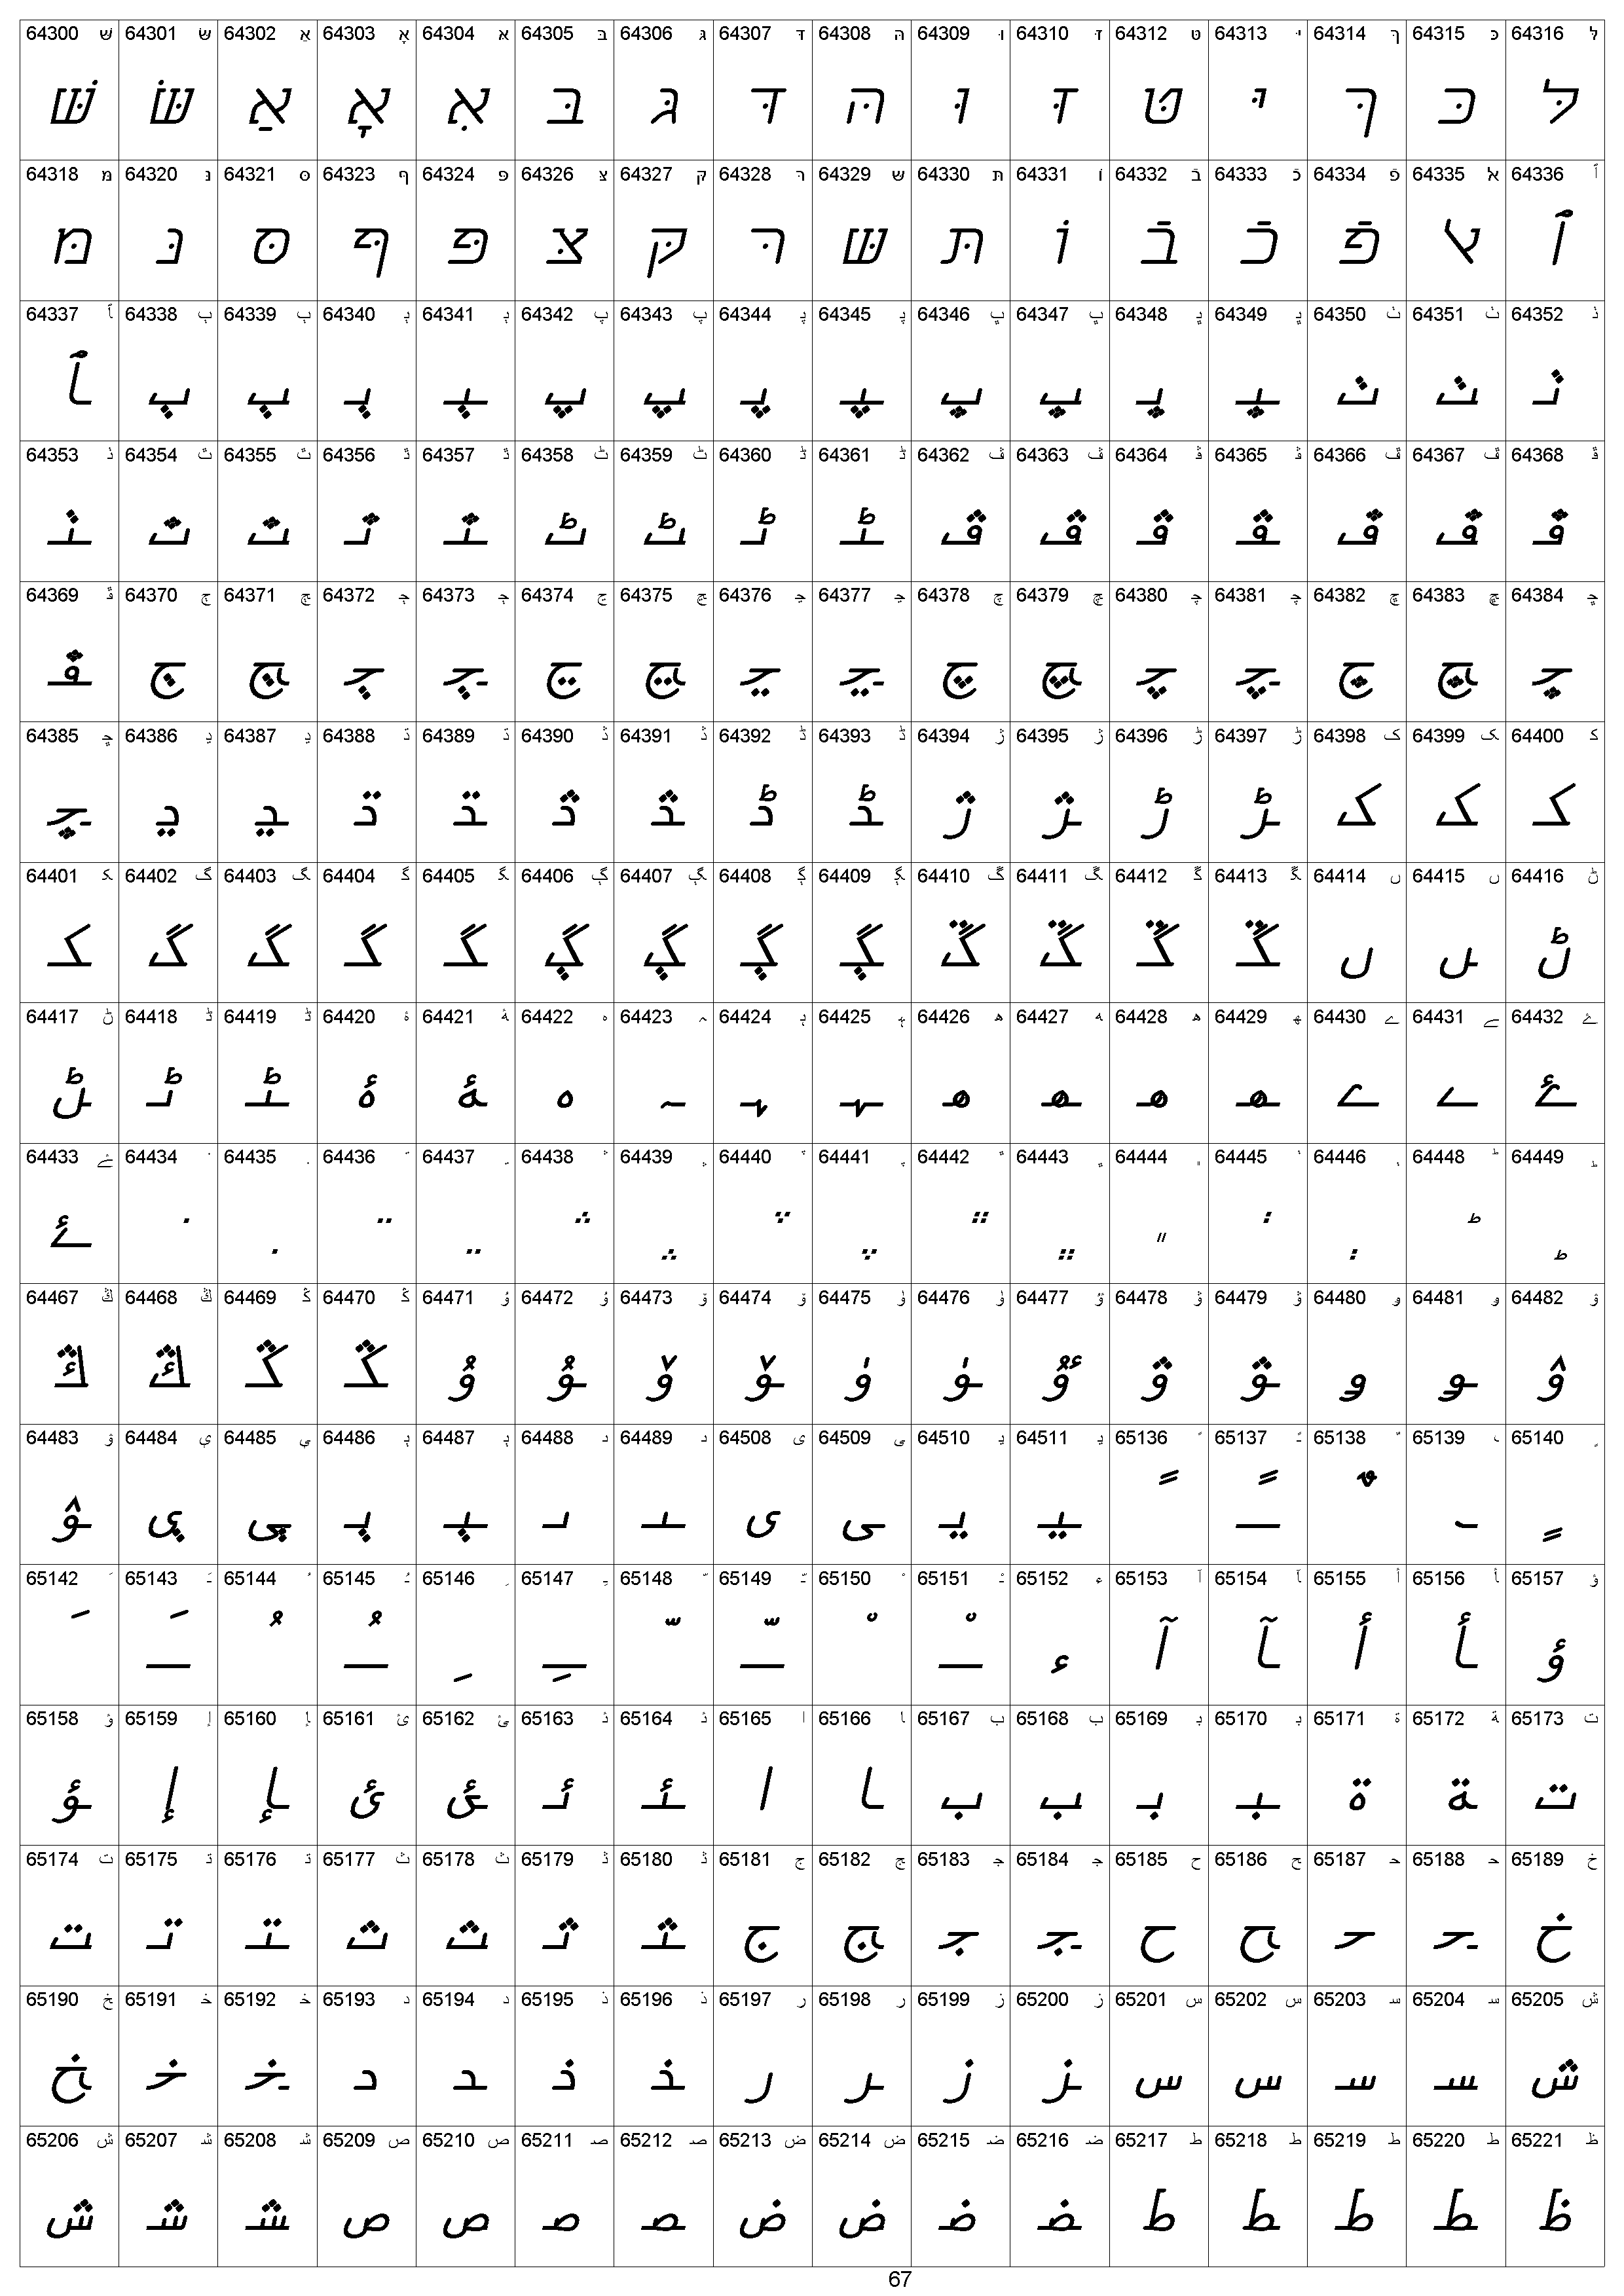 64300 שּׁ 64301 שּׂ 64302 אַ 64303 אָ 64304 אּ 64305 בּ 64306 גּ 64307 דּ 64308 הּ 64309 וּ 64310 זּ 64312 טּ 64313 יּ 64314 ךּ 64315 כּ 64316 לּ
שּׁ שּׂ אַ אָ אּ בּ גּ דּ הּ וּ זּ טּ יּ ךּ כּ לּ
64318 מּ 64320 נּ 64321 סּ 64323 ףּ 64324 פּ 64326 צּ 64327 קּ 64328 רּ 64329 שּ 64330 תּ 64331 וֹ 64332 בֿ 64333 כֿ 64334 פֿ 64335 ﭏ 64336 ﭐ
מּ נּ סּ ףּ פּ צּ קּ רּ שּ תּ וֹ בֿ כֿ פֿ ﭏ ﭐ
64337 ﭑ 64338 ﭒ 64339 ﭓ 64340 ﭔ 64341 ﭕ 64342 ﭖ 64343 ﭗ 64344 ﭘ 64345 ﭙ 64346 ﭚ 64347 ﭛ 64348 ﭜ 64349 ﭝ 64350 ﭞ 64351 ﭟ 64352 ﭠ
ﭑ ﭒ ﭓ ﭔ ﭕ ﭖ ﭗ ﭘ ﭙ ﭚ ﭛ ﭜ ﭝ ﭞ ﭟ ﭠ
64353 ﭡ 64354 ﭢ 64355 ﭣ 64356 ﭤ 64357 ﭥ 64358 ﭦ 64359 ﭧ 64360 ﭨ 64361 ﭩ 64362 ﭪ 64363 ﭫ 64364 ﭬ 64365 ﭭ 64366 ﭮ 64367 ﭯ 64368 ﭰ
ﭡ ﭢ ﭣ ﭤ ﭥ ﭦ ﭧ ﭨ ﭩ ﭪ ﭫ ﭬ ﭭ ﭮ ﭯ ﭰ
64369 ﭱ 64370 ﭲ 64371 ﭳ 64372 ﭴ 64373 ﭵ 64374 ﭶ 64375 ﭷ 64376 ﭸ 64377 ﭹ 64378 ﭺ 64379 ﭻ 64380 ﭼ 64381 ﭽ 64382 ﭾ 64383 ﭿ 64384 ﮀ
ﭱ ﭲ ﭳ ﭴ ﭵ ﭶ ﭷ ﭸ ﭹ ﭺ ﭻ ﭼ ﭽ ﭾ ﭿ ﮀ
64385 ﮁ 64386 ﮂ 64387 ﮃ 64388 ﮄ 64389 ﮅ 64390 ﮆ 64391 ﮇ 64392 ﮈ 64393 ﮉ 64394 ﮊ 64395 ﮋ 64396 ﮌ 64397 ﮍ 64398 ﮎ 64399 ﮏ 64400 ﮐ
ﮁ ﮂ ﮃ ﮄ ﮅ ﮆ ﮇ ﮈ ﮉ ﮊ ﮋ ﮌ ﮍ ﮎ ﮏ ﮐ
64401 ﮑ 64402 ﮒ 64403 ﮓ 64404 ﮔ 64405 ﮕ 64406 ﮖ 64407 ﮗ 64408 ﮘ 64409 ﮙ 64410 ﮚ 64411 ﮛ 64412 ﮜ 64413 ﮝ 64414 ﮞ 64415 ﮟ 64416 ﮠ
ﮑ ﮒ ﮓ ﮔ ﮕ ﮖ ﮗ ﮘ ﮙ ﮚ ﮛ ﮜ ﮝ ﮞ ﮟ ﮠ
64417 ﮡ 64418 ﮢ 64419 ﮣ 64420 ﮤ 64421 ﮥ 64422 ﮦ 64423 ﮧ 64424 ﮨ 64425 ﮩ 64426 ﮪ 64427 ﮫ 64428 ﮬ 64429 ﮭ 64430 ﮮ 64431 ﮯ 64432 ﮰ
ﮡ ﮢ ﮣ ﮤ ﮥ ﮦ ﮧ ﮨ ﮩ ﮪ ﮫ ﮬ ﮭ ﮮ ﮯ ﮰ
64433 ﮱ 64434 ﮲ 64435 ﮳ 64436 ﮴ 64437 ﮵ 64438 ﮶ 64439 ﮷ 64440 ﮸ 64441 ﮹ 64442 ﮺ 64443 ﮻ 64444 ﮼ 64445 ﮽ 64446 ﮾ 64448 ﯀ 64449 ﯁
ﮱ ﮲ ﮳ ﮴ ﮵ ﮶ ﮷ ﮸ ﮹ ﮺ ﮻ ﮼ ﮽ ﮾ ﯀ ﯁
64467 ﯓ 64468 ﯔ 64469 ﯕ 64470 ﯖ 64471 ﯗ 64472 ﯘ 64473 ﯙ 64474 ﯚ 64475 ﯛ 64476 ﯜ 64477 ﯝ 64478 ﯞ 64479 ﯟ 64480 ﯠ 64481 ﯡ 64482 ﯢ
ﯓ ﯔ ﯕ ﯖ ﯗ ﯘ ﯙ ﯚ ﯛ ﯜ ﯝ ﯞ ﯟ ﯠ ﯡ ﯢ
64483 ﯣ 64484 ﯤ 64485 ﯥ 64486 ﯦ 64487 ﯧ 64488 ﯨ 64489 ﯩ 64508 ﯼ 64509 ﯽ 64510 ﯾ 64511 ﯿ 65136 ﹰ 65137 ﹱ 65138 ﹲ 65139 ﹳ 65140 ﹴ
ﯣ ﯤ ﯥ ﯦ ﯧ ﯨ ﯩ ﯼ ﯽ ﯾ ﯿ ﹰ ﹱ ﹲ ﹳ ﹴ
65142 ﹶ 65143 ﹷ 65144 ﹸ 65145 ﹹ 65146 ﹺ 65147 ﹻ 65148 ﹼ 65149 ﹽ 65150 ﹾ 65151 ﹿ 65152 ﺀ 65153 ﺁ 65154 ﺂ 65155 ﺃ 65156 ﺄ 65157 ﺅ
ﹶ ﹷ ﹸ ﹹ ﹺ ﹻ ﹼ ﹽ ﹾ ﹿ ﺀ ﺁ ﺂ ﺃ ﺄ ﺅ
65158 ﺆ 65159 ﺇ 65160 ﺈ 65161 ﺉ 65162 ﺊ 65163 ﺋ 65164 ﺌ 65165 ﺍ 65166 ﺎ 65167 ﺏ 65168 ﺐ 65169 ﺑ 65170 ﺒ 65171 ﺓ 65172 ﺔ 65173 ﺕ
ﺆ ﺇ ﺈ ﺉ ﺊ ﺋ ﺌ ﺍ ﺎ ﺏ ﺐ ﺑ ﺒ ﺓ ﺔ ﺕ
65174 ﺖ 65175 ﺗ 65176 ﺘ 65177 ﺙ 65178 ﺚ 65179 ﺛ 65180 ﺜ 65181 ﺝ 65182 ﺞ 65183 ﺟ 65184 ﺠ 65185 ﺡ 65186 ﺢ 65187 ﺣ 65188 ﺤ 65189 ﺥ
ﺖ ﺗ ﺘ ﺙ ﺚ ﺛ ﺜ ﺝ ﺞ ﺟ ﺠ ﺡ ﺢ ﺣ ﺤ ﺥ
65190 ﺦ 65191 ﺧ 65192 ﺨ 65193 ﺩ 65194 ﺪ 65195 ﺫ 65196 ﺬ 65197 ﺭ 65198 ﺮ 65199 ﺯ 65200 ﺰ 65201 ﺱ 65202 ﺲ 65203 ﺳ 65204 ﺴ 65205 ﺵ
ﺦ ﺧ ﺨ ﺩ ﺪ ﺫ ﺬ ﺭ ﺮ ﺯ ﺰ ﺱ ﺲ ﺳ ﺴ ﺵ
65206 ﺶ 65207 ﺷ 65208 ﺸ 65209 ﺹ 65210 ﺺ 65211 ﺻ 65212 ﺼ 65213 ﺽ 65214 ﺾ 65215 ﺿ 65216 ﻀ 65217 ﻁ 65218 ﻂ 65219 ﻃ 65220 ﻄ 65221 ﻅ
ﺶ ﺷ ﺸ ﺹ ﺺ ﺻ ﺼ ﺽ ﺾ ﺿ ﻀ ﻁ ﻂ ﻃ ﻄ ﻅ
67